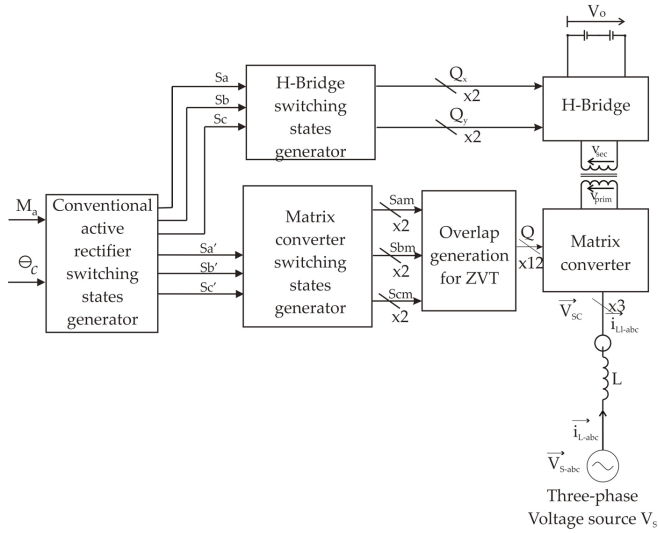 Vo
Sa
Sb
Sc
H-Bridge
switching
states
generator
Qx
x2
Qy
x2
H-Bridge
Vsec
Vprim
Ma
ΘC
Conventional
active
rectifier
switching
states
generator
Sa'
Sb'
Sc'
Matrix
converter
switching
states
generator
Sam
x2
Sbm
x2
Scm
x2
Overlap
generation
for ZVT
Q
x12
Matrix
converter
VSC
x3
iLl-abc
L
iL-abc
VS-abc
Three-phase
Voltage source VS